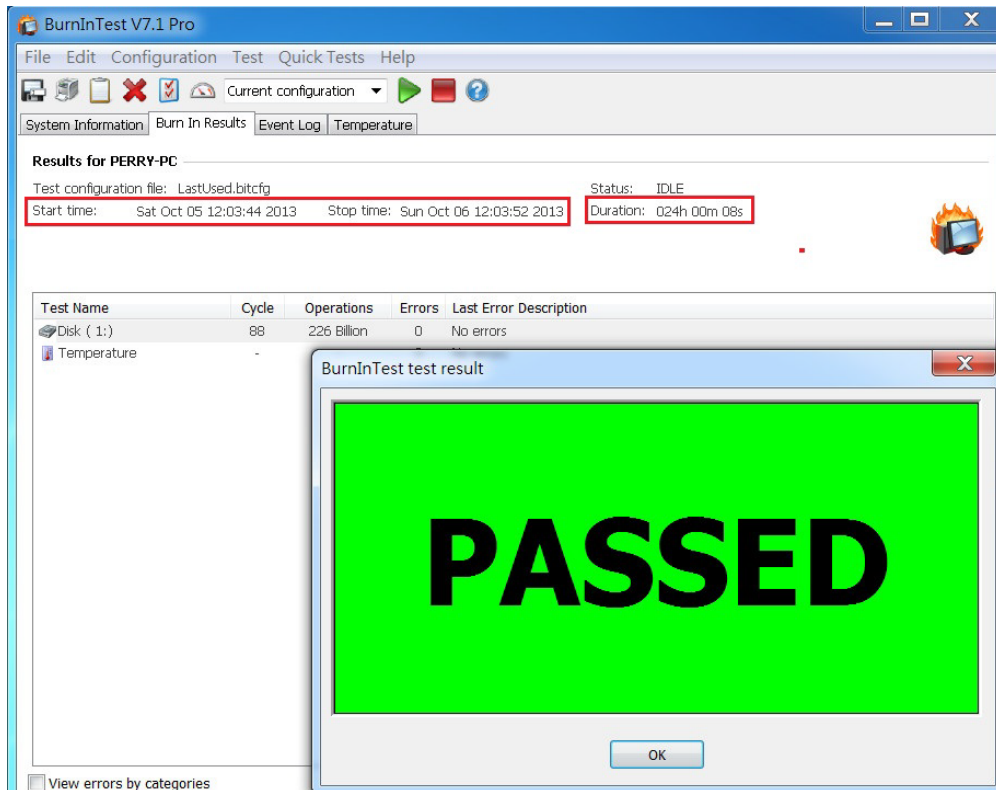 BurnInTest V7.1 Pro
File Edit Configuration Test Quick Tests Help
Current configuration
System Information Burn In Results Event Log Temperature
Results for PERRY-PC
Test configuration file: LastUsed.bitcfg Status: IDLE
Start time: Sat Oct 05 12:03:44 2013 Stop time: Sun Oct 06 12:03:52 2013 Duration: 024h 00m 08s
Test Name Cycle Operations Errors Last Error Description
Disk ( 1:) 88 226 Billion 0 No errors
Temperature -
BurnInTest test result
PASSED
OK
View errors by categories